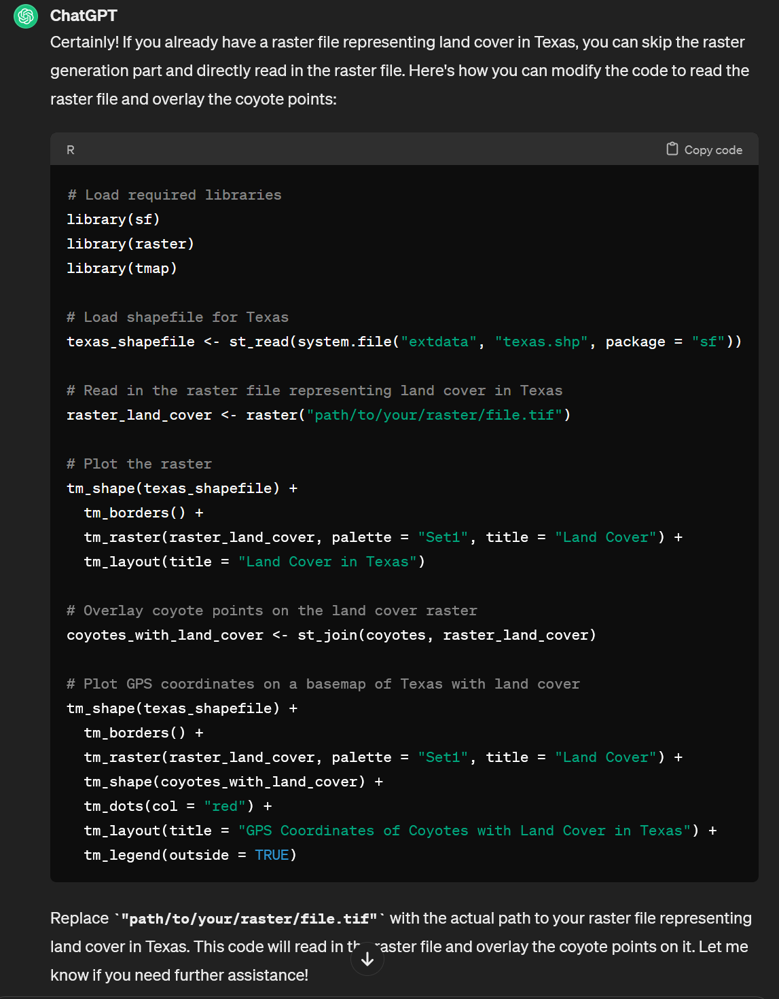 ChatGPT
Certainly! If you already have a raster file representing land cover in Texas, you can skip the raster
generation part and directly read in the raster file. Here's how you can modify the code to read the
raster file and overlay the coyote points:
R
Copy code
# Load required libraries
library(sf)
library(raster)
library(tmap)
# Load shapefile for Texas
texas_shapefile <- st_read(system.file("extdata", "texas.shp", package = "sf"))
# Read in the raster file representing land cover in Texas
raster_land_cover <- raster("path/to/your/raster/file.tif")
# Plot the raster
tm_shape(texas_shapefile) +
  tm_borders() +
  tm_raster(raster_land_cover, palette = "Set1", title = "Land Cover") +
  tm_layout(title = "Land Cover in Texas")
# Overlay coyote points on the land cover raster
coyotes_with_land_cover <- st_join(coyotes, raster_land_cover)
# Plot GPS coordinates on a basemap of Texas with land cover
tm_shape(texas_shapefile) +
  tm_borders() +
  tm_raster(raster_land_cover, palette = "Set1", title = "Land Cover") +
  tm_shape(coyotes_with_land_cover) +
  tm_dots(col = "red") +
  tm_layout(title = "GPS Coordinates of Coyotes with Land Cover in Texas") +
  tm_legend(outside = TRUE)
Replace `"path/to/your/raster/file.tif"` with the actual path to your raster file representing
land cover in Texas. This code will read in the raster file and overlay the coyote points on it. Let me
know if you need further assistance!